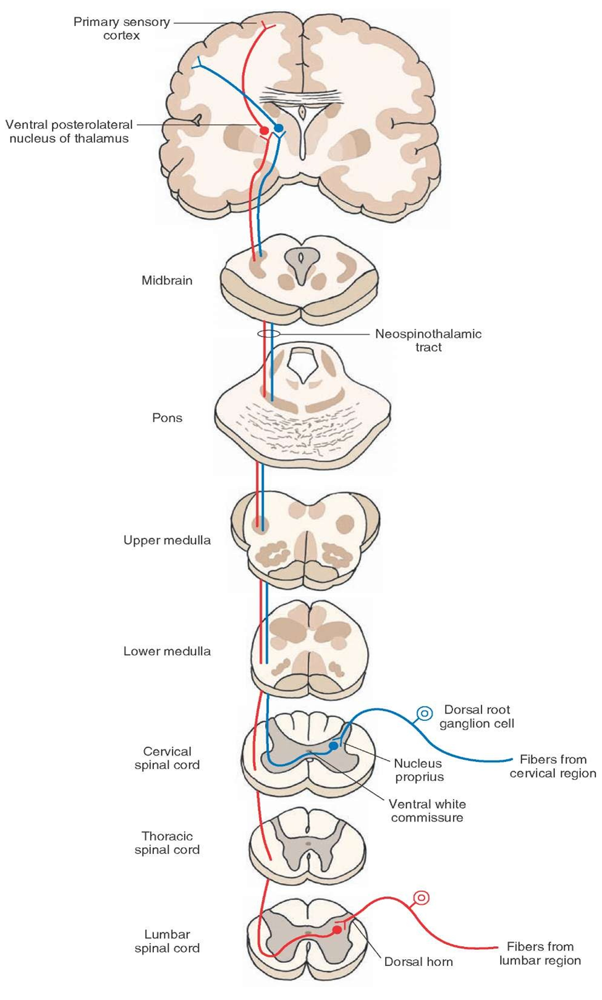 Primary sensory
cortex
Ventral posterolateral
nucleus of thalamus
Midbrain
Neospinothalamic
tract
Pons
Upper medulla
Lower medulla
Dorsal root
ganglion cell
Cervical
spinal cord
Nucleus
proprius
Fibers from
cervical region
Ventral white
commissure
Thoracic
spinal cord
Lumbar
spinal cord
Fibers from
lumbar region
Dorsal horn